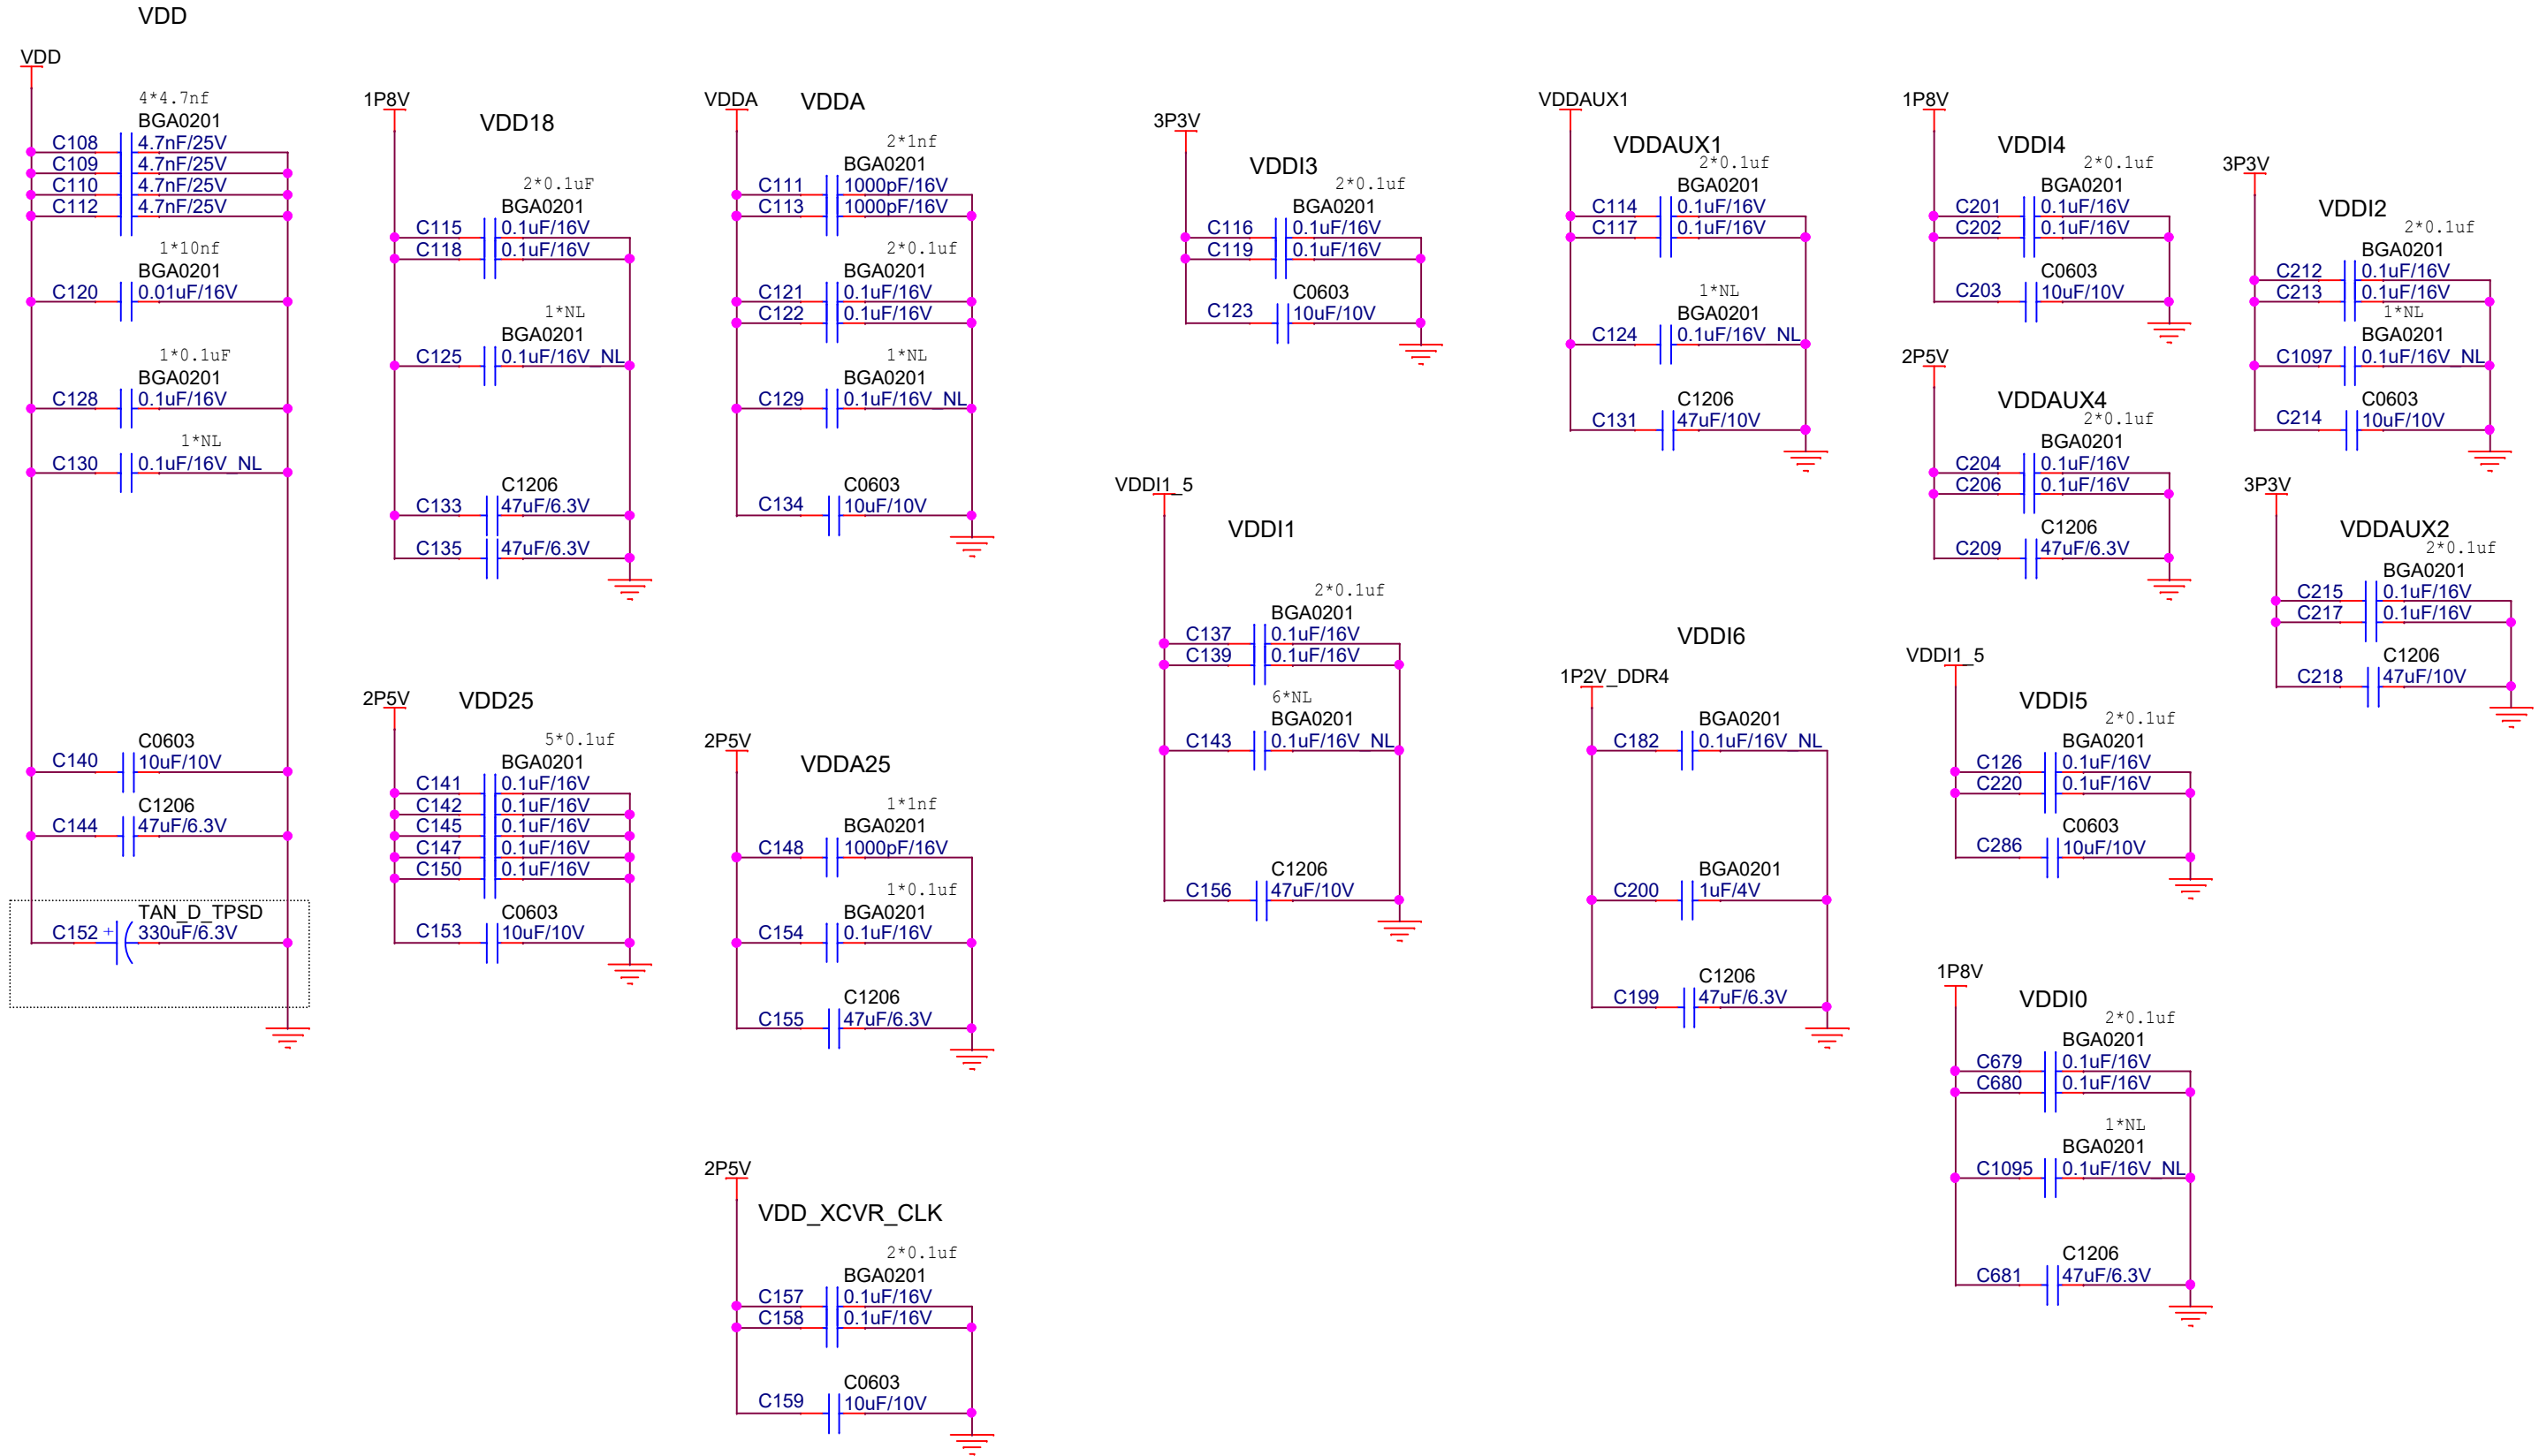 VDD
VDD
4*4.7nf
BGA0201
C108 4.7nF/25V
C109 4.7nF/25V
C110 4.7nF/25V
C112 4.7nF/25V
1*10nf
BGA0201
C120 0.01uF/16V
1*0.1uF
BGA0201
C128 0.1uF/16V
1*NL
C130 0.1uF/16V_NL
C0603
C140 10uF/10V
C1206
C144 47uF/6.3V
TAN_D_TPSD
C152 + 330uF/6.3V
1P8V
VDD18
2*0.1uF
BGA0201
C115 0.1uF/16V
C118 0.1uF/16V
1*NL
BGA0201
C125 0.1uF/16V_NL
C1206
C133 47uF/6.3V
C135 47uF/6.3V
2P5V
VDD25
5*0.1uf
BGA0201
C141 0.1uF/16V
C142 0.1uF/16V
C145 0.1uF/16V
C147 0.1uF/16V
C150 0.1uF/16V
C0603
C153 10uF/10V
VDDA
VDDA
2*1nf
BGA0201
C111 1000pF/16V
C113 1000pF/16V
2*0.1uf
BGA0201
C121 0.1uF/16V
C122 0.1uF/16V
1*NL
BGA0201
C129 0.1uF/16V_NL
C0603
C134 10uF/10V
2P5V
VDDA25
1*1nf
BGA0201
C148 1000pF/16V
1*0.1uf
BGA0201
C154 0.1uF/16V
C1206
C155 47uF/6.3V
2P5V
VDD_XCVR_CLK
2*0.1uf
BGA0201
C157 0.1uF/16V
C158 0.1uF/16V
C0603
C159 10uF/10V
3P3V
VDDI3
2*0.1uf
BGA0201
C116 0.1uF/16V
C119 0.1uF/16V
C0603
C123 10uF/10V
VDDI1_5
VDDI1
2*0.1uf
BGA0201
C137 0.1uF/16V
C139 0.1uF/16V
6*NL
BGA0201
C143 0.1uF/16V_NL
C1206
C156 47uF/10V
VDDAUX1
VDDAUX1
2*0.1uf
BGA0201
C114 0.1uF/16V
C117 0.1uF/16V
1*NL
BGA0201
C124 0.1uF/16V_NL
C1206
C131 47uF/10V
VDDI6
1P2V_DDR4
BGA0201
C182 0.1uF/16V_NL
BGA0201
C200 1uF/4V
C1206
C199 47uF/6.3V
1P8V
VDDI4
2*0.1uf
BGA0201
C201 0.1uF/16V
C202 0.1uF/16V
C0603
C203 10uF/10V
2P5V
VDDAUX4
2*0.1uf
BGA0201
C204 0.1uF/16V
C206 0.1uF/16V
C1206
C209 47uF/6.3V
VDDI1_5
VDDI5
2*0.1uf
BGA0201
C126 0.1uF/16V
C220 0.1uF/16V
C0603
C286 10uF/10V
1P8V
VDDI0
2*0.1uf
BGA0201
C679 0.1uF/16V
C680 0.1uF/16V
1*NL
BGA0201
C1095 0.1uF/16V_NL
C1206
C681 47uF/6.3V
3P3V
VDDI2
2*0.1uf
BGA0201
C212 0.1uF/16V
C213 0.1uF/16V
1*NL
BGA0201
C1097 0.1uF/16V_NL
C0603
C214 10uF/10V
3P3V
VDDAUX2
2*0.1uf
BGA0201
C215 0.1uF/16V
C217 0.1uF/16V
C1206
C218 47uF/10V